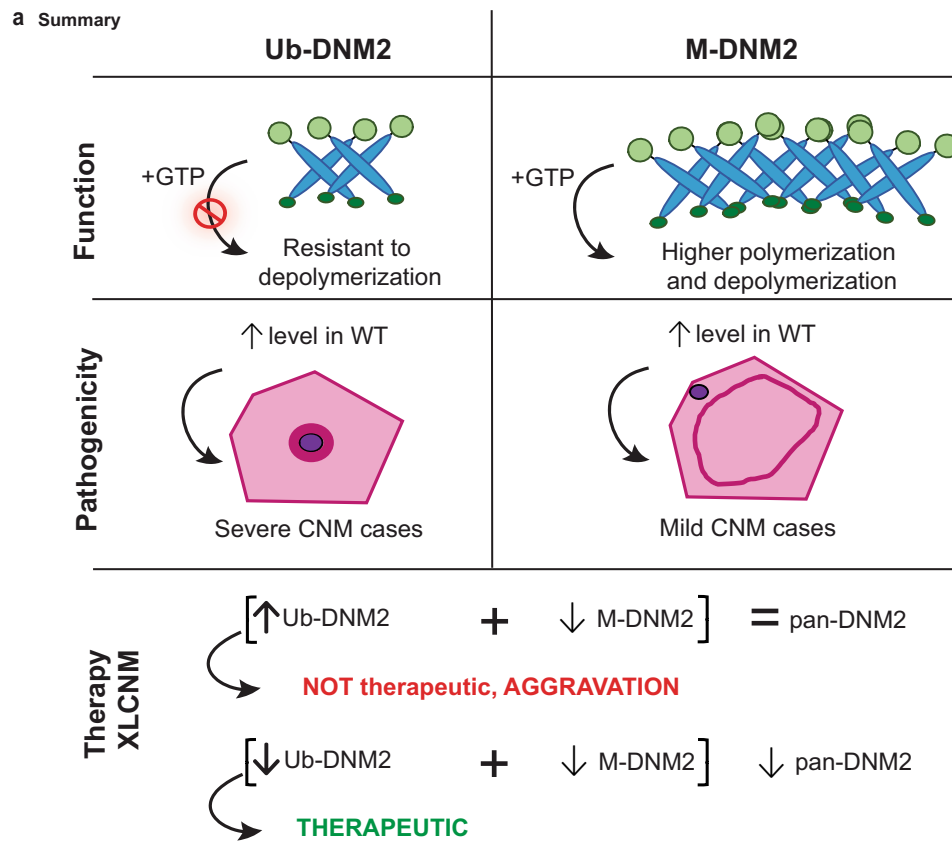 a Summary
Ub-DNM2 M-DNM2
Function
+GTP
Resistant to
depolymerization
+GTP
Higher polymerization
and depolymerization
Pathogenicity
↑ level in WT
Severe CNM cases
↑ level in WT
Mild CNM cases
Therapy
XLCNM
[↑Ub-DNM2 + ↓ M-DNM2] = pan-DNM2
NOT therapeutic, AGGRAVATION
[↓Ub-DNM2 + ↓ M-DNM2] ↓ pan-DNM2
THERAPEUTIC